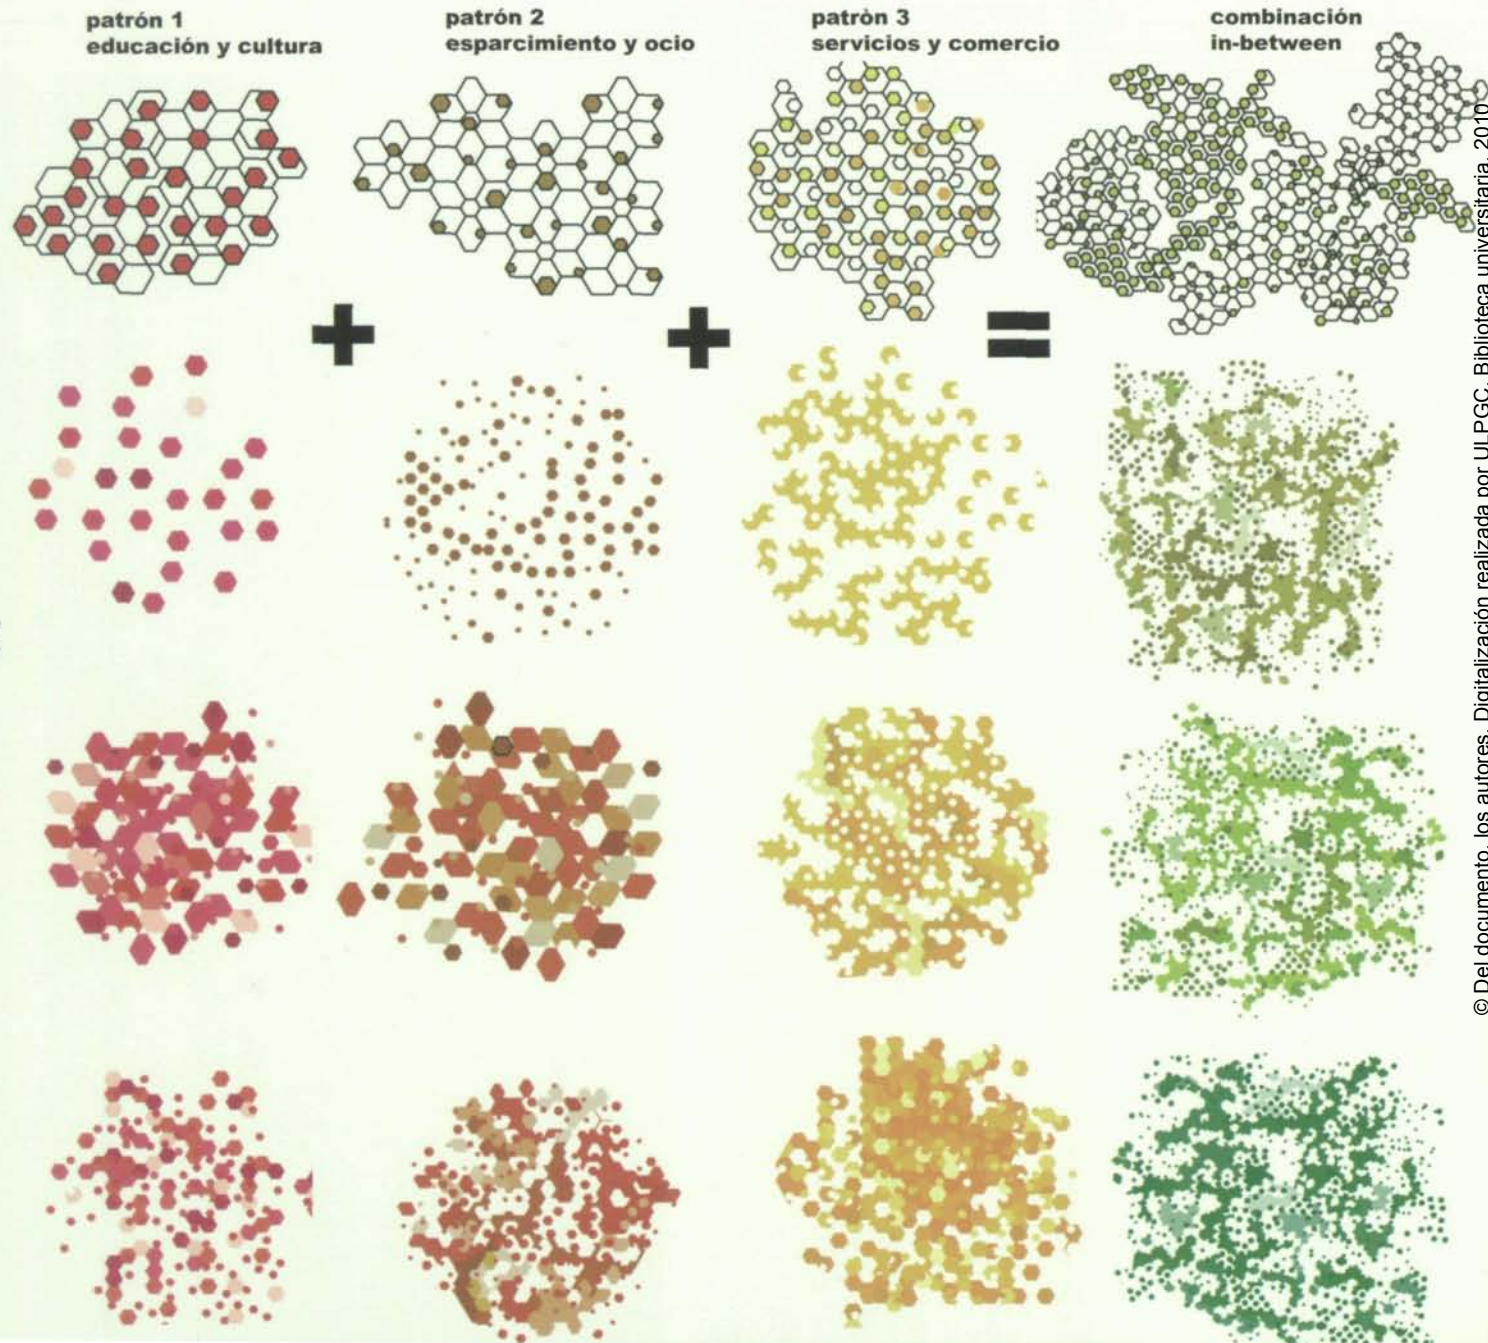 patrón 1
educación y cultura
patrón 2
esparcimiento y ocio
patròn 3
servicios y comercio
combinación
in-between
© Del documento, los autores. Digitalización realizada por ULPGC. Biblioteca universitaria, 2010